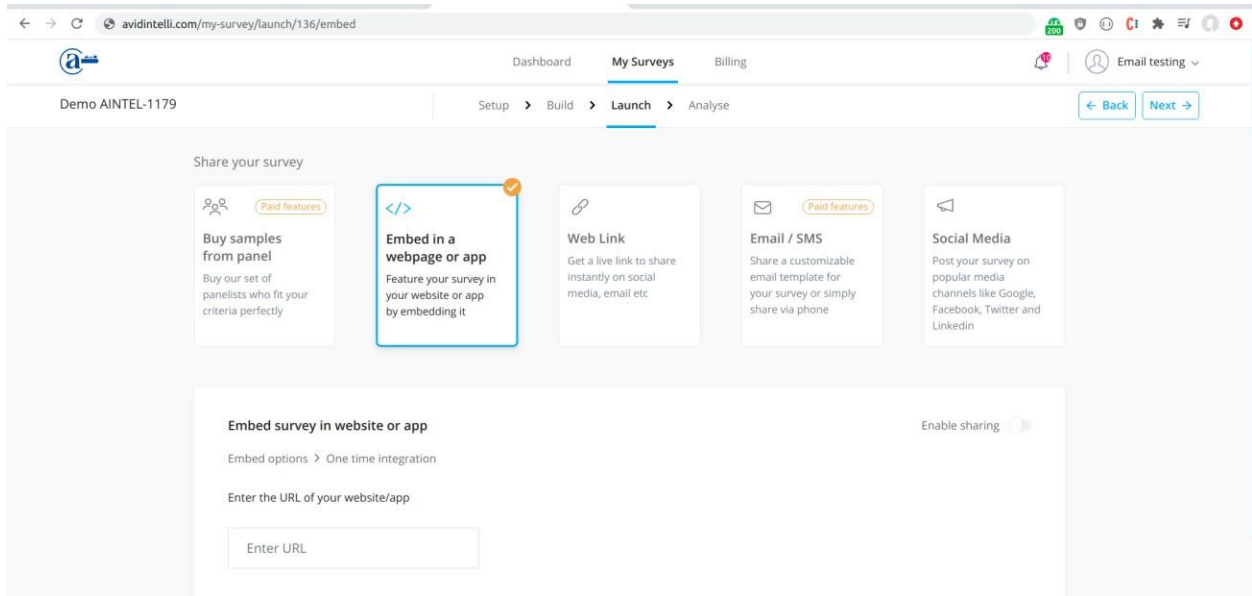 avidintelli.com/my-survey/launch/136/embed
200
a
Dashboard My Surveys Billing
10
Email testing
Demo AINTEL-1179
Setup > Build > Launch > Analyse
← Back
Next →
Share your survey
Paid features
Buy samples
from panel
Buy our set of
panelists who fit your
criteria perfectly
</>
Embed in a
webpage or app
Feature your survey in
your website or app
by embedding it
Web Link
Get a live link to share
instantly on social
media, email etc
Paid features
Email / SMS
Share a customizable
email template for
your survey or simply
share via phone
Social Media
Post your survey on
popular media
channels like Google,
Facebook, Twitter and
Linkedin
Embed survey in website or app
Enable sharing
Embed options > One time integration
Enter the URL of your website/app
Enter URL